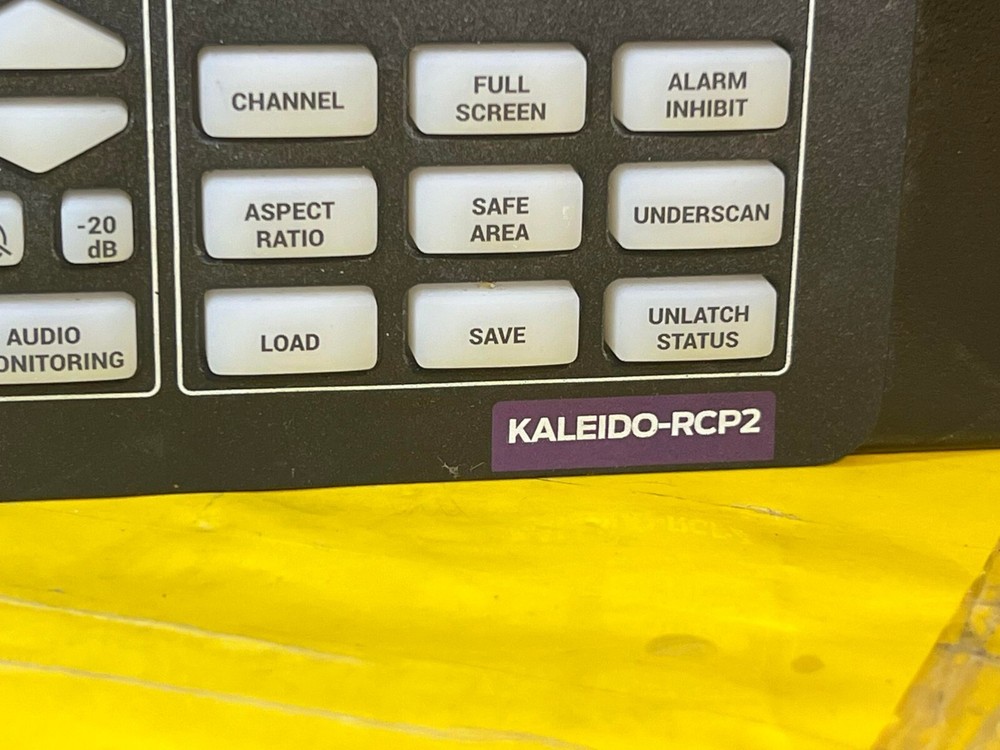 CHANNEL
FULL
SCREEN
ALARM
INHIBIT
ASPECT
RATIO
SAFE
AREA
UNDERSCAN
-20
dB
LOAD
SAVE
UNLATCH
STATUS
AUDIO
ONITORING
KALEIDO-RCP2